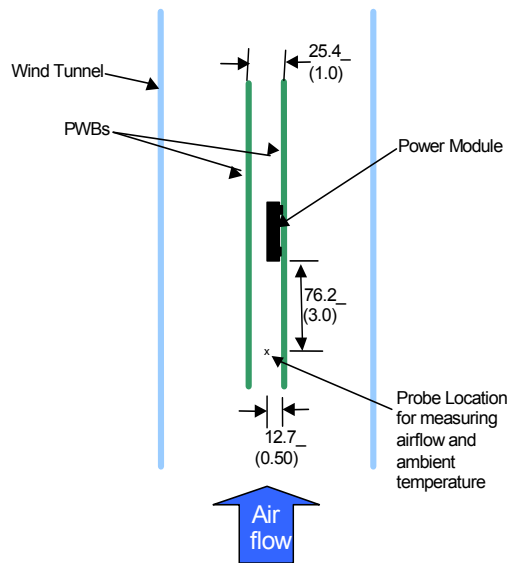 25.4_
(1.0)
Wind Tunnel
PWBs
Power Module
76.2_
(3.0)
x
Probe Location
for measuring
airflow and
ambient
temperature
12.7_
(0.50)
Air
flow